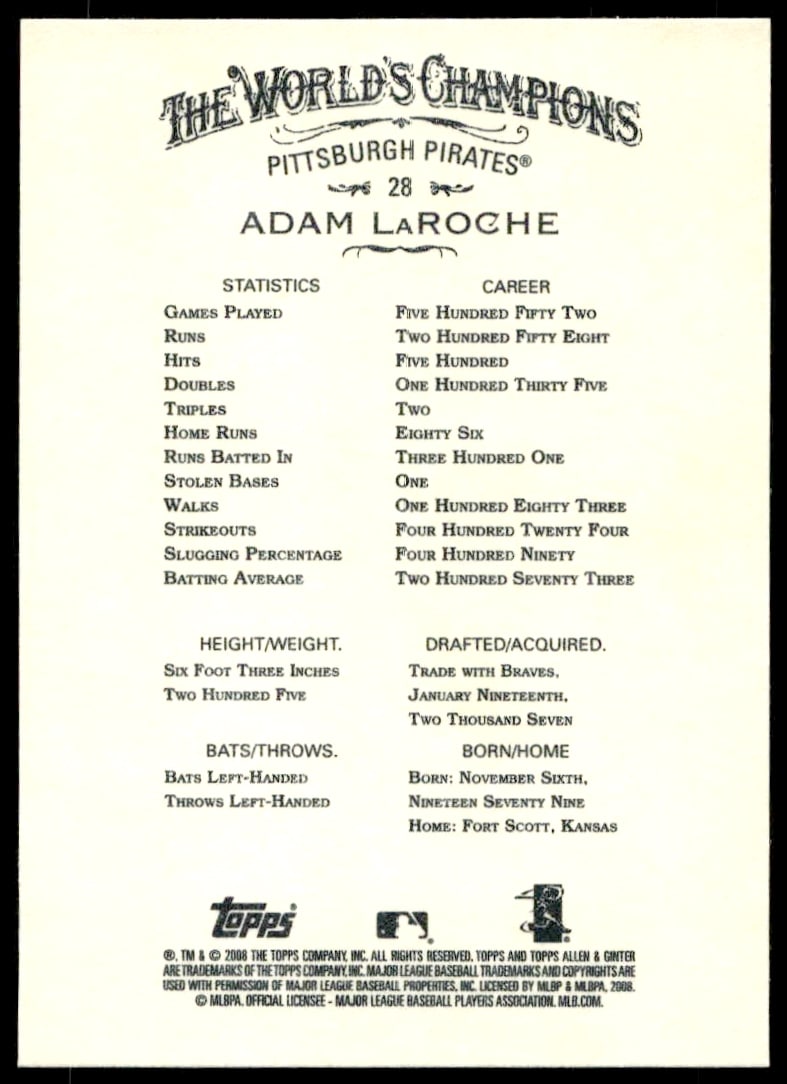 THE WORLD'S CHAMPIONS
PITTSBURGH PIRATES®
28
ADAM LAROCHE
STATISTICS CAREER
GAMES PLAYED FIVE HUNDRED FIFTY TWO
RUNS TWO HUNDRED FIFTY EIGHT
HITS FIVE HUNDRED
DOUBLES ONE HUNDRED THIRTY FIVE
TRIPLES TWO
HOME RUNS EIGHTY SIX
RUNS BATTED IN THREE HUNDRED ONE
STOLEN BASES ONE
WALKS ONE HUNDRED EIGHTY THREE
STRIKEOUTS FOUR HUNDRED TWENTY FOUR
SLUGGING PERCENTAGE FOUR HUNDRED NINETY
BATTING AVERAGE TWO HUNDRED SEVENTY THREE
HEIGHT/WEIGHT.
SIX FOOT THREE INCHES
TWO HUNDRED FIVE
DRAFTED/ACQUIRED.
TRADE WITH BRAVES,
JANUARY NINETEENTH,
TWO THOUSAND SEVEN
BATS/THROWS.
BATS LEFT-HANDED
THROWS LEFT-HANDED
BORN/HOME
BORN: NOVEMBER SIXTH,
NINETEEN SEVENTY NINE
HOME: FORT SCOTT, KANSAS
topps®
®, TM & © 2008 THE TOPPS COMPANY, INC. ALL RIGHTS RESERVED. TOPPS AND TOPPS ALLEN & GINTER
ARE TRADEMARKS OF THE TOPPS COMPANY, INC. MAJOR LEAGUE BASEBALL TRADEMARKS AND COPYRIGHTS ARE
USED WITH PERMISSION OF MAJOR LEAGUE BASEBALL PROPERTIES, INC. LICENSED BY MLBP & MLBPA, 2008.
© MLBPA. OFFICIAL LICENSEE - MAJOR LEAGUE BASEBALL PLAYERS ASSOCIATION. MLB.COM.